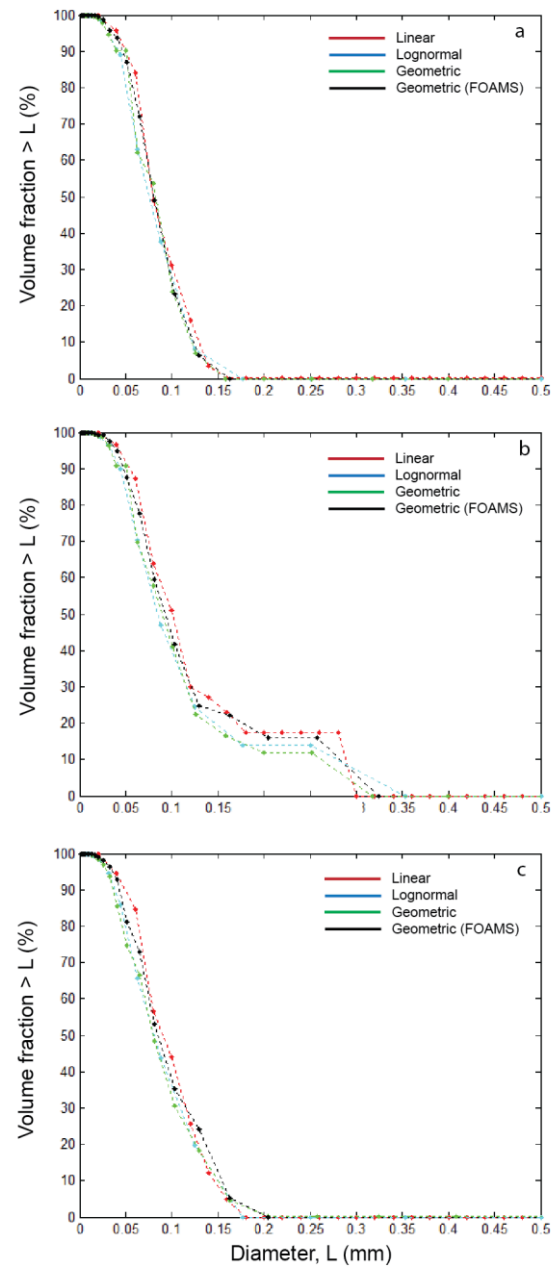 a
Linear
Lognormal
Geometric
Geometric (FOAMS)
Volume fraction > L (%)
100
90
80
70
60
50
40
30
20
10
0
0 0.05 0.1 0.15 0.2 0.25 0.3 0.35 0.4 0.45 0.5
b
Linear
Lognormal
Geometric
Geometric (FOAMS)
Volume fraction > L (%)
100
90
80
70
60
50
40
30
20
10
0
0 0.05 0.1 0.15 0.35 0.4 0.45 0.5
c
Linear
Lognormal
Geometric
Geometric (FOAMS)
Volume fraction > L (%)
100
90
80
70
60
50
40
30
20
10
0
0 0.05 0.1 0.15 0.2 0.25 0.3 0.35 0.4 0.45 0.5
Diameter, L (mm)